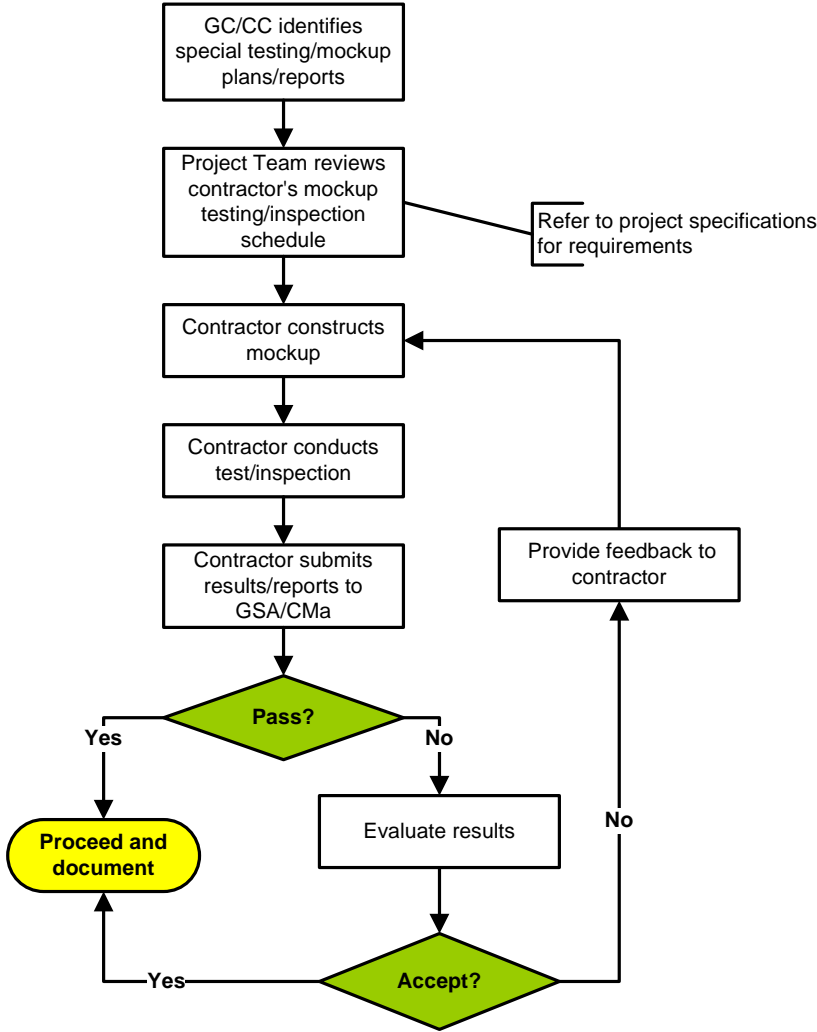 GC/CC identifies
special testing/mockup
plans/reports
Project Team reviews
contractor's mockup
testing/inspection
schedule
Refer to project specifications
for requirements
Contractor constructs
mockup
Contractor conducts
test/inspection
Contractor submits
results/reports to
GSA/CMa
Provide feedback to
contractor
Pass?
Yes
No
Evaluate results
No
Proceed and
document
Yes
Accept?